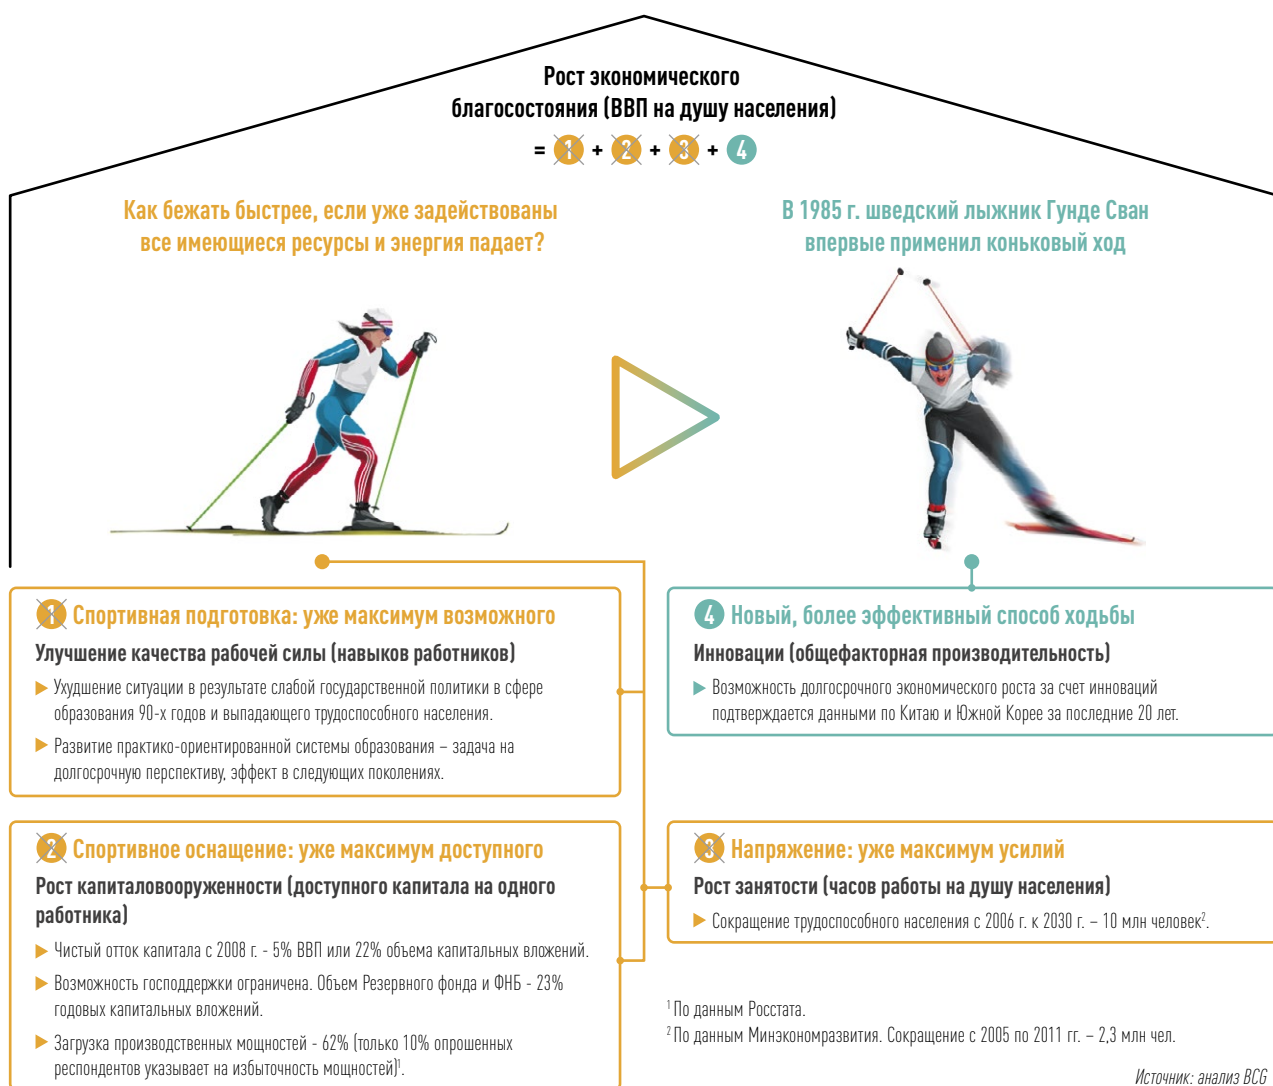 Рост экономического
благосостояния (ВВП на душу населения)
= 1 + 2 + 3 + 4
Как бежать быстрее, если уже задействованы
все имеющиеся ресурсы и энергия падает?
В 1985 г. шведский лыжник Гунде Сван
впервые применил коньковый ход
1 Спортивная подготовка: уже максимум возможного
Улучшение качества рабочей силы (навыков работников)
Ухудшение ситуации в результате слабой государственной политики в сфере
образования 90-х годов и выпадающего трудоспособного населения.
Развитие практико-ориентированной системы образования – задача на
долгосрочную перспективу, эффект в следующих поколениях.
4 Новый, более эффективный способ ходьбы
Инновации (общефакторная производительность)
Возможность долгосрочного экономического роста за счет инноваций
подтверждается данными по Китаю и Южной Корее за последние 20 лет.
2 Спортивное оснащение: уже максимум доступного
Рост капиталовооруженности (доступного капитала на одного
работника)
Чистый отток капитала с 2008 г. - 5% ВВП или 22% объема капитальных вложений.
Возможность господдержки ограничена. Объем Резервного фонда и ФНБ - 23%
годовых капитальных вложений.
Загрузка производственных мощностей - 62% (только 10% опрошенных
респондентов указывает на избыточность мощностей)¹.
3 Напряжение: уже максимум усилий
Рост занятости (часов работы на душу населения)
Сокращение трудоспособного населения с 2006 г. к 2030 г. – 10 млн человек².
¹ По данным Росстата.
² По данным Минэкономразвития. Сокращение с 2005 по 2011 гг. – 2,3 млн чел.
Источник: анализ BCG